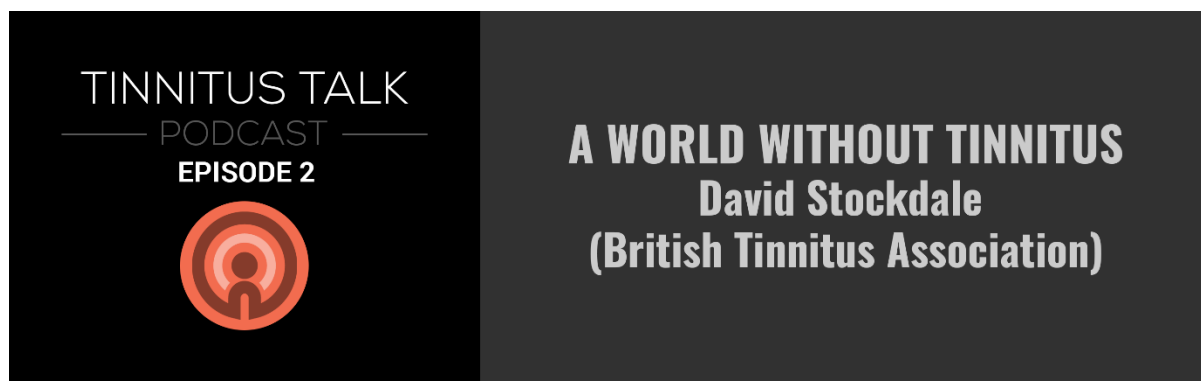 TINNITUS TALK
PODCAST
EPISODE 2
A WORLD WITHOUT TINNITUS
David Stockdale
(British Tinnitus Association)